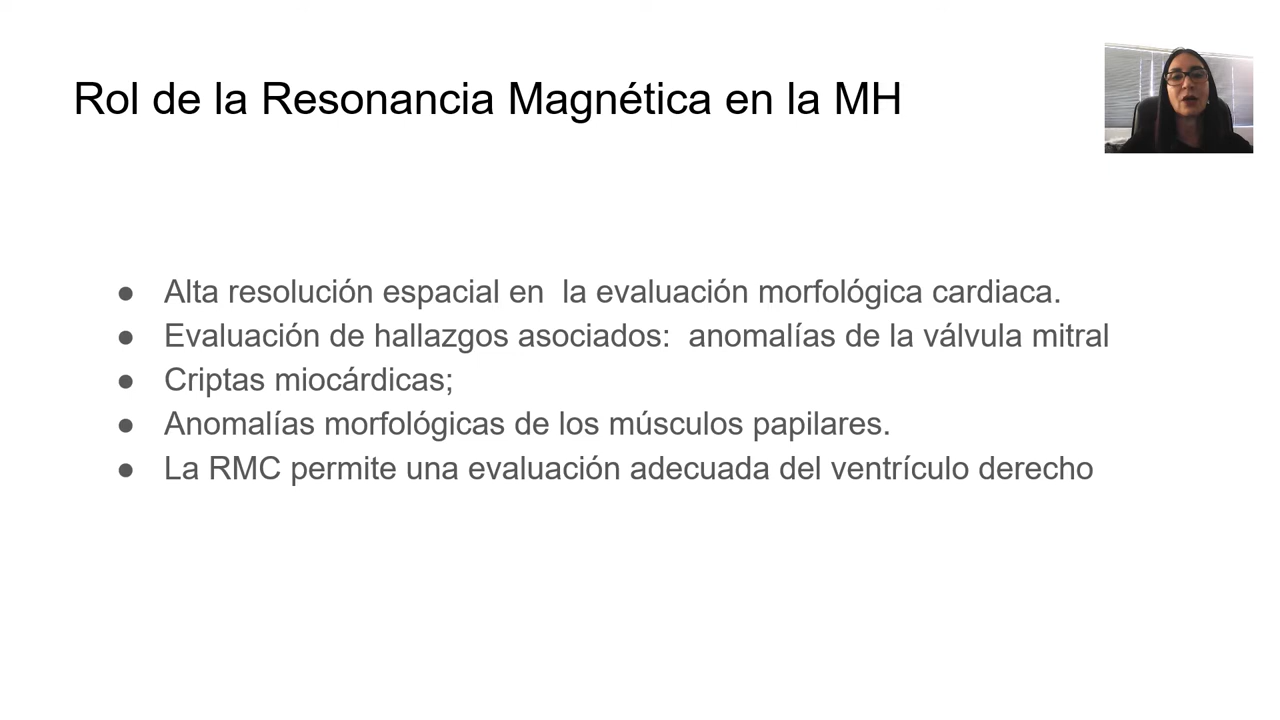 Rol de la Resonancia Magnética en la MH
● Alta resolución espacial en  la evaluación morfológica cardiaca.
● Evaluación de hallazgos asociados:  anomalías de la válvula mitral
● Criptas miocárdicas;
● Anomalías morfológicas de los músculos papilares.
● La RMC permite una evaluación adecuada del ventrículo derecho